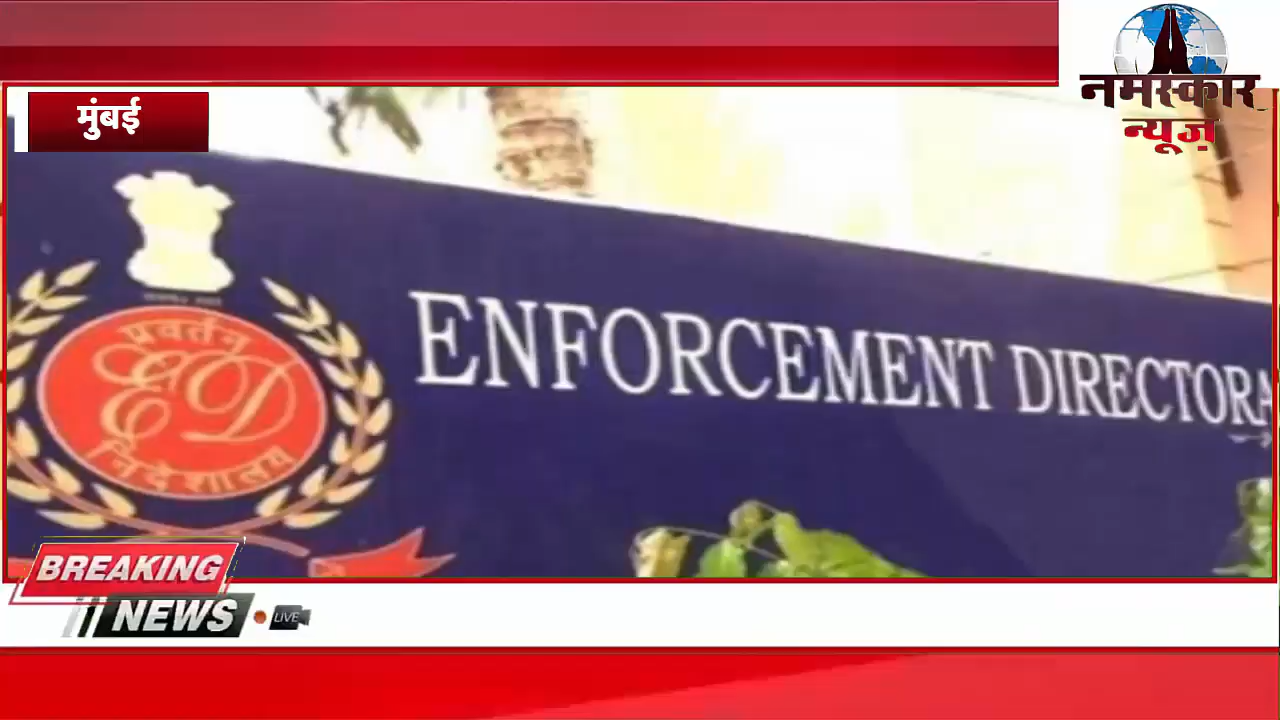 मुंबई
नमस्कार
न्यूज़
प्रवर्तन
ED
निदेशालय
ENFORCEMENT DIRECTORA
BREAKING
NEWS
LIVE